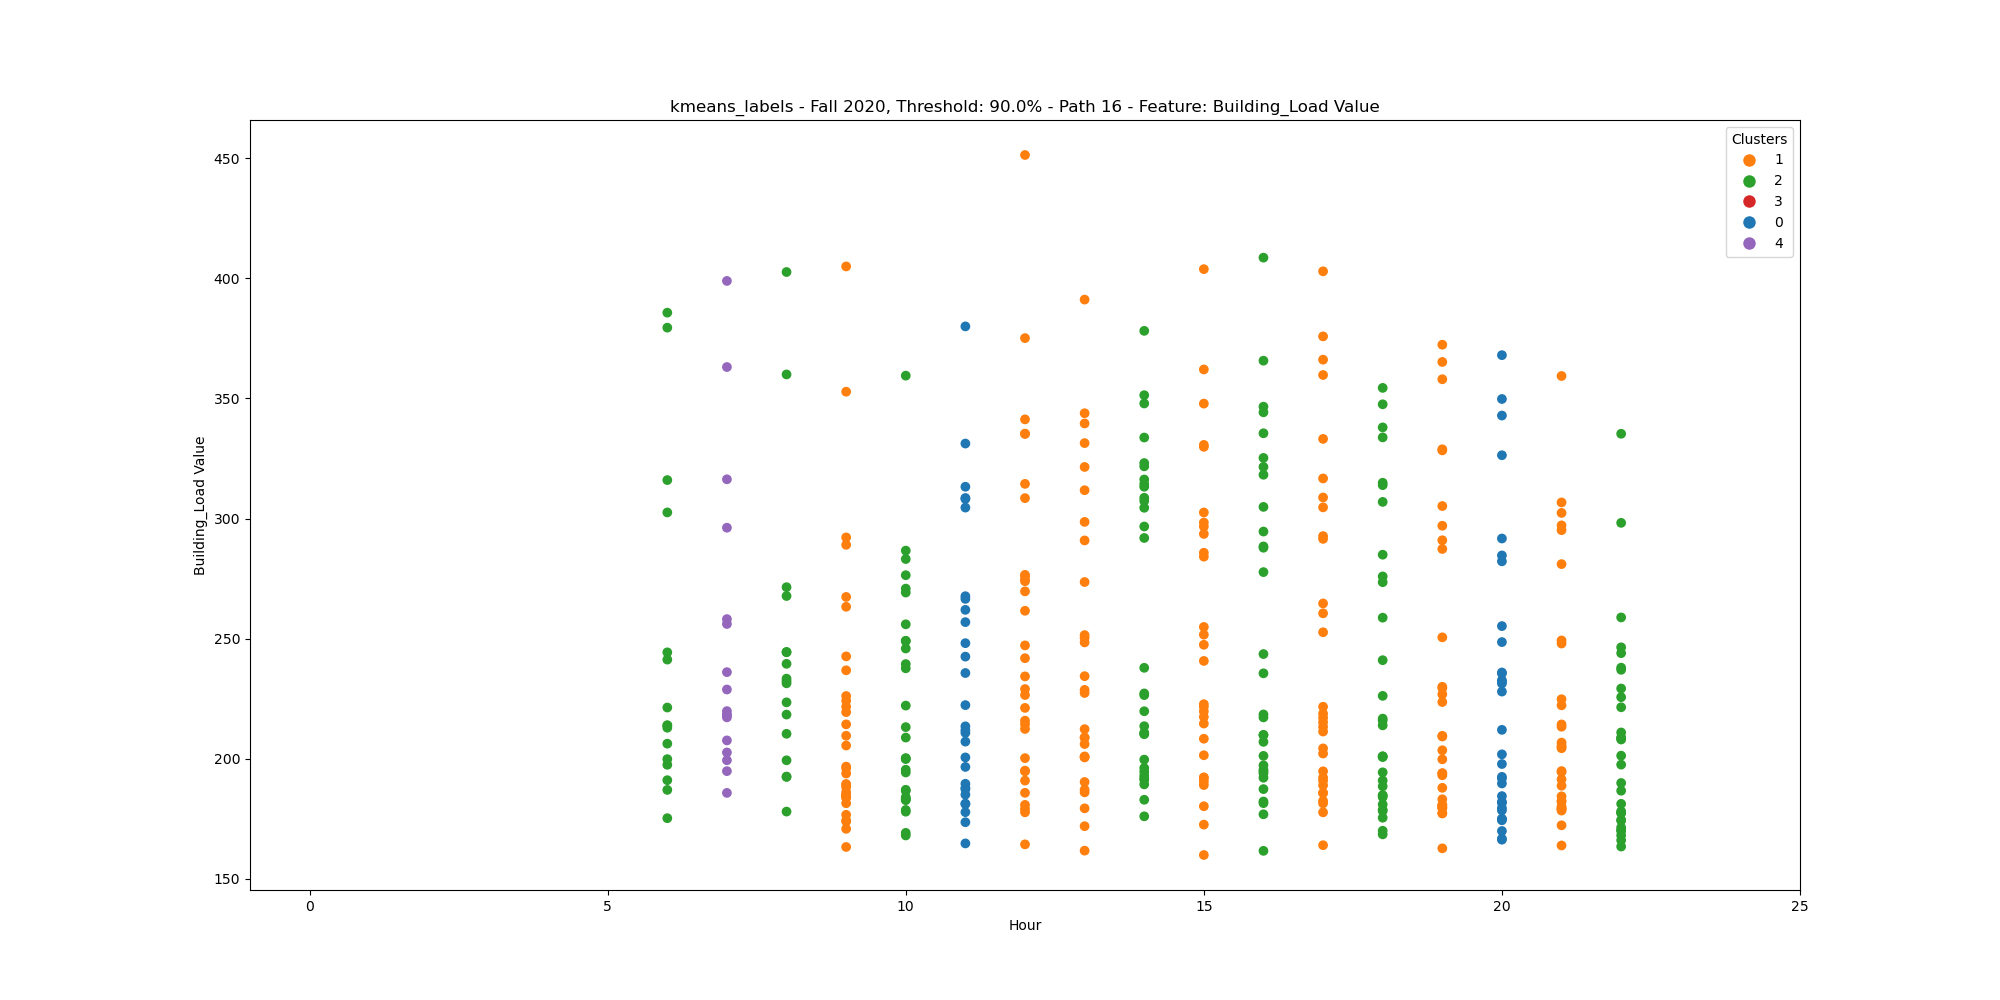 kmeans_labels - Fall 2020, Threshold: 90.0% - Path 16 - Feature: Building_Load Value
Clusters
1
2
3
0
4
450
400
350
300
250
200
150
Building_Load Value
0 5 10 15 20 25
Hour